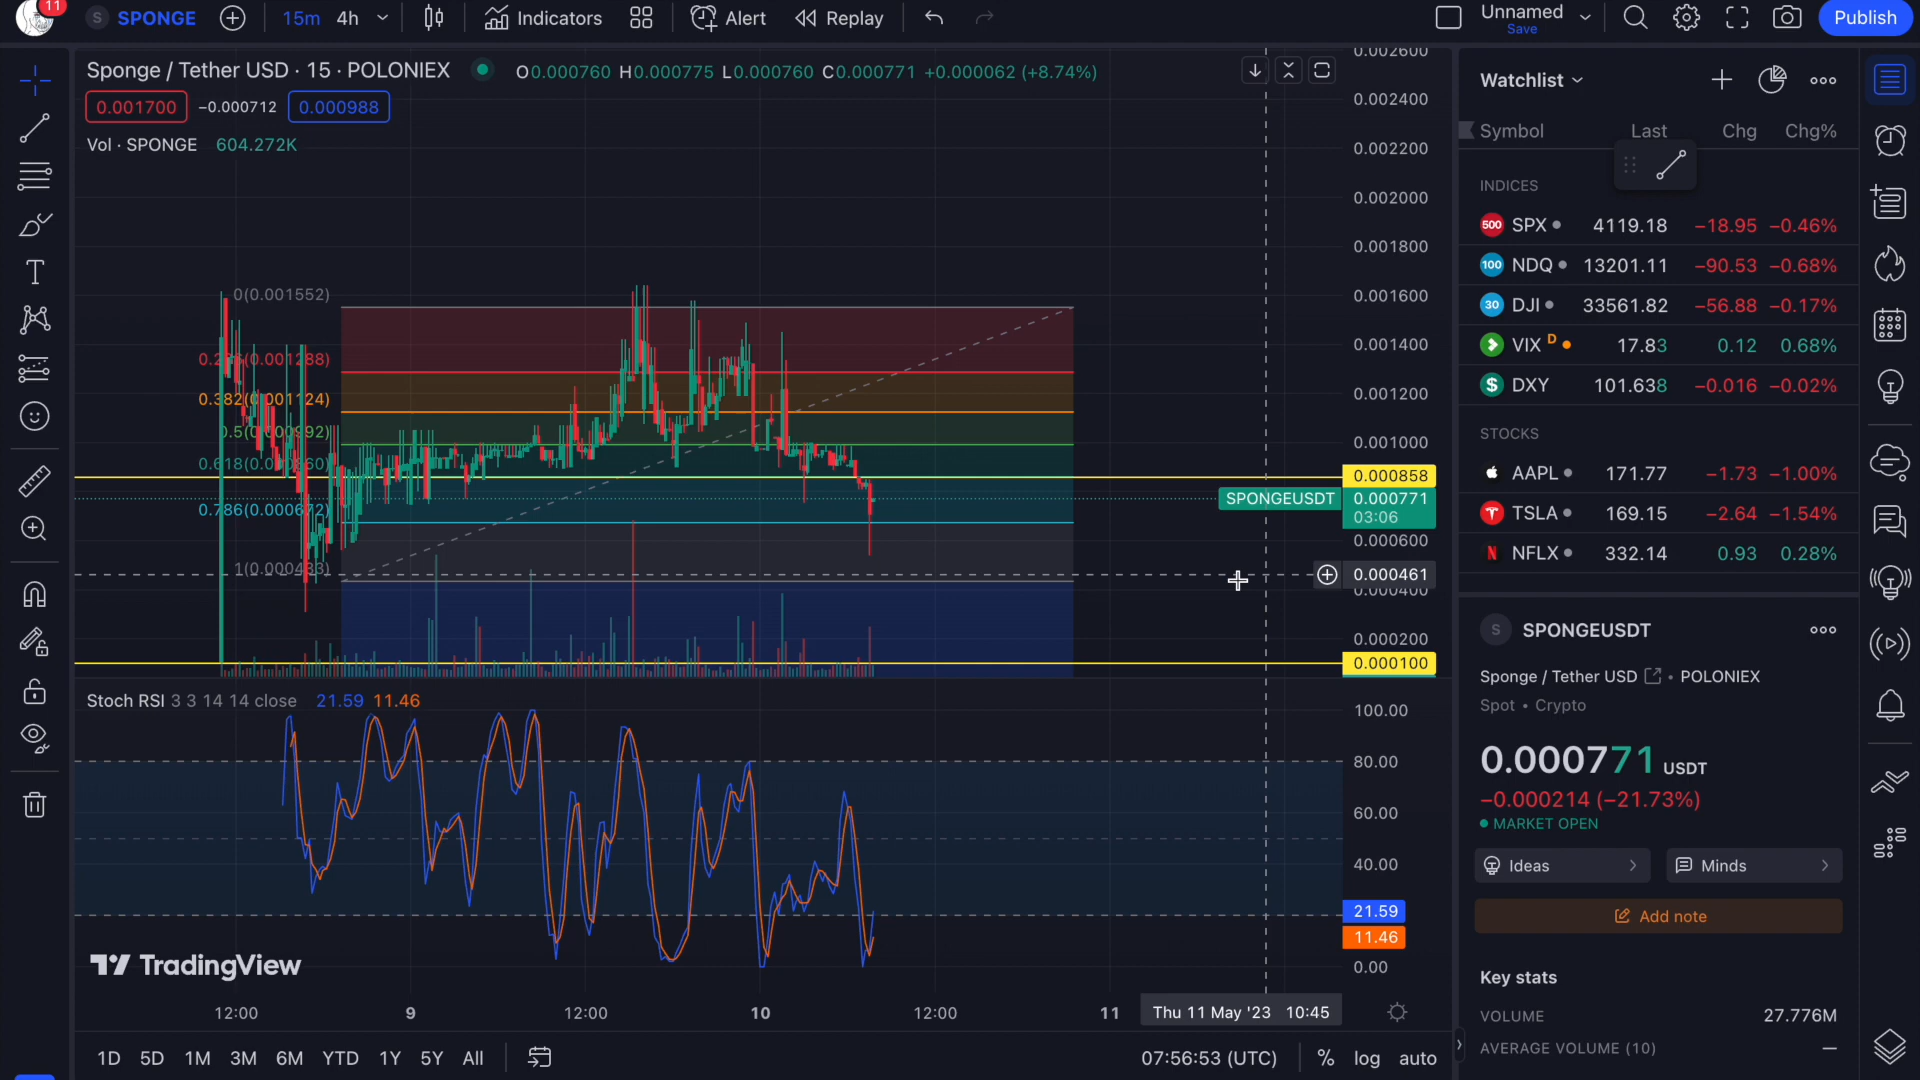 11
S SPONGE
15m 4h
Indicators
Alert
Replay
Unnamed
Save
Publish
Sponge / Tether USD · 15 · POLONIEX
O0.000760 H0.000775 L0.000760 C0.000771 +0.000062 (+8.74%)
0.001700 −0.000712 0.000988
Vol · SPONGE 604.272K
0.002600
0.002400
0.002200
0.002000
0.001800
0.001600
0.001400
0.001200
0.001000
0.000858
SPONGEUSDT 0.000771
03:06
0.000600
0.000461
0.000400
0.000200
0.000100
0(0.001552)
0.236(0.001288)
0.382(0.001124)
0.5(0.000992)
0.618(0.000860)
0.786(0.000672)
1(0.000433)
Stoch RSI 3 3 14 14 close 21.59 11.46
100.00
80.00
60.00
40.00
21.59
11.46
0.00
TradingView
12:00 9 12:00 10 12:00 11 Thu 11 May '23 10:45
1D 5D 1M 3M 6M YTD 1Y 5Y All
07:56:53 (UTC) % log auto
Watchlist
Symbol Last Chg Chg%
INDICES
500 SPX 4119.18 −18.95 −0.46%
100 NDQ 13201.11 −90.53 −0.68%
30 DJI 33561.82 −56.88 −0.17%
VIX D 17.83 0.12 0.68%
$ DXY 101.638 −0.016 −0.02%
STOCKS
AAPL 171.77 −1.73 −1.00%
TSLA 169.15 −2.64 −1.54%
N NFLX 332.14 0.93 0.28%
S SPONGEUSDT
Sponge / Tether USD • POLONIEX
Spot • Crypto
0.000771 USDT
−0.000214 (−21.73%)
MARKET OPEN
Ideas
Minds
Add note
Key stats
VOLUME 27.776M
AVERAGE VOLUME (10) —